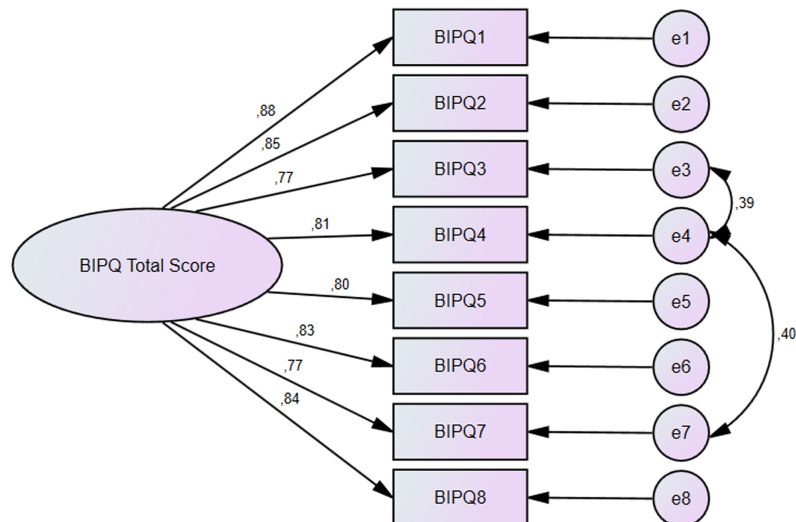 BIPQ1
e1
,88
BIPQ2
e2
,85
BIPQ3
e3
,77
,39
BIPQ4
e4
,81
BIPQ Total Score
BIPQ5
e5
,80
,40
BIPQ6
e6
,83
BIPQ7
e7
,77
,84
BIPQ8
e8